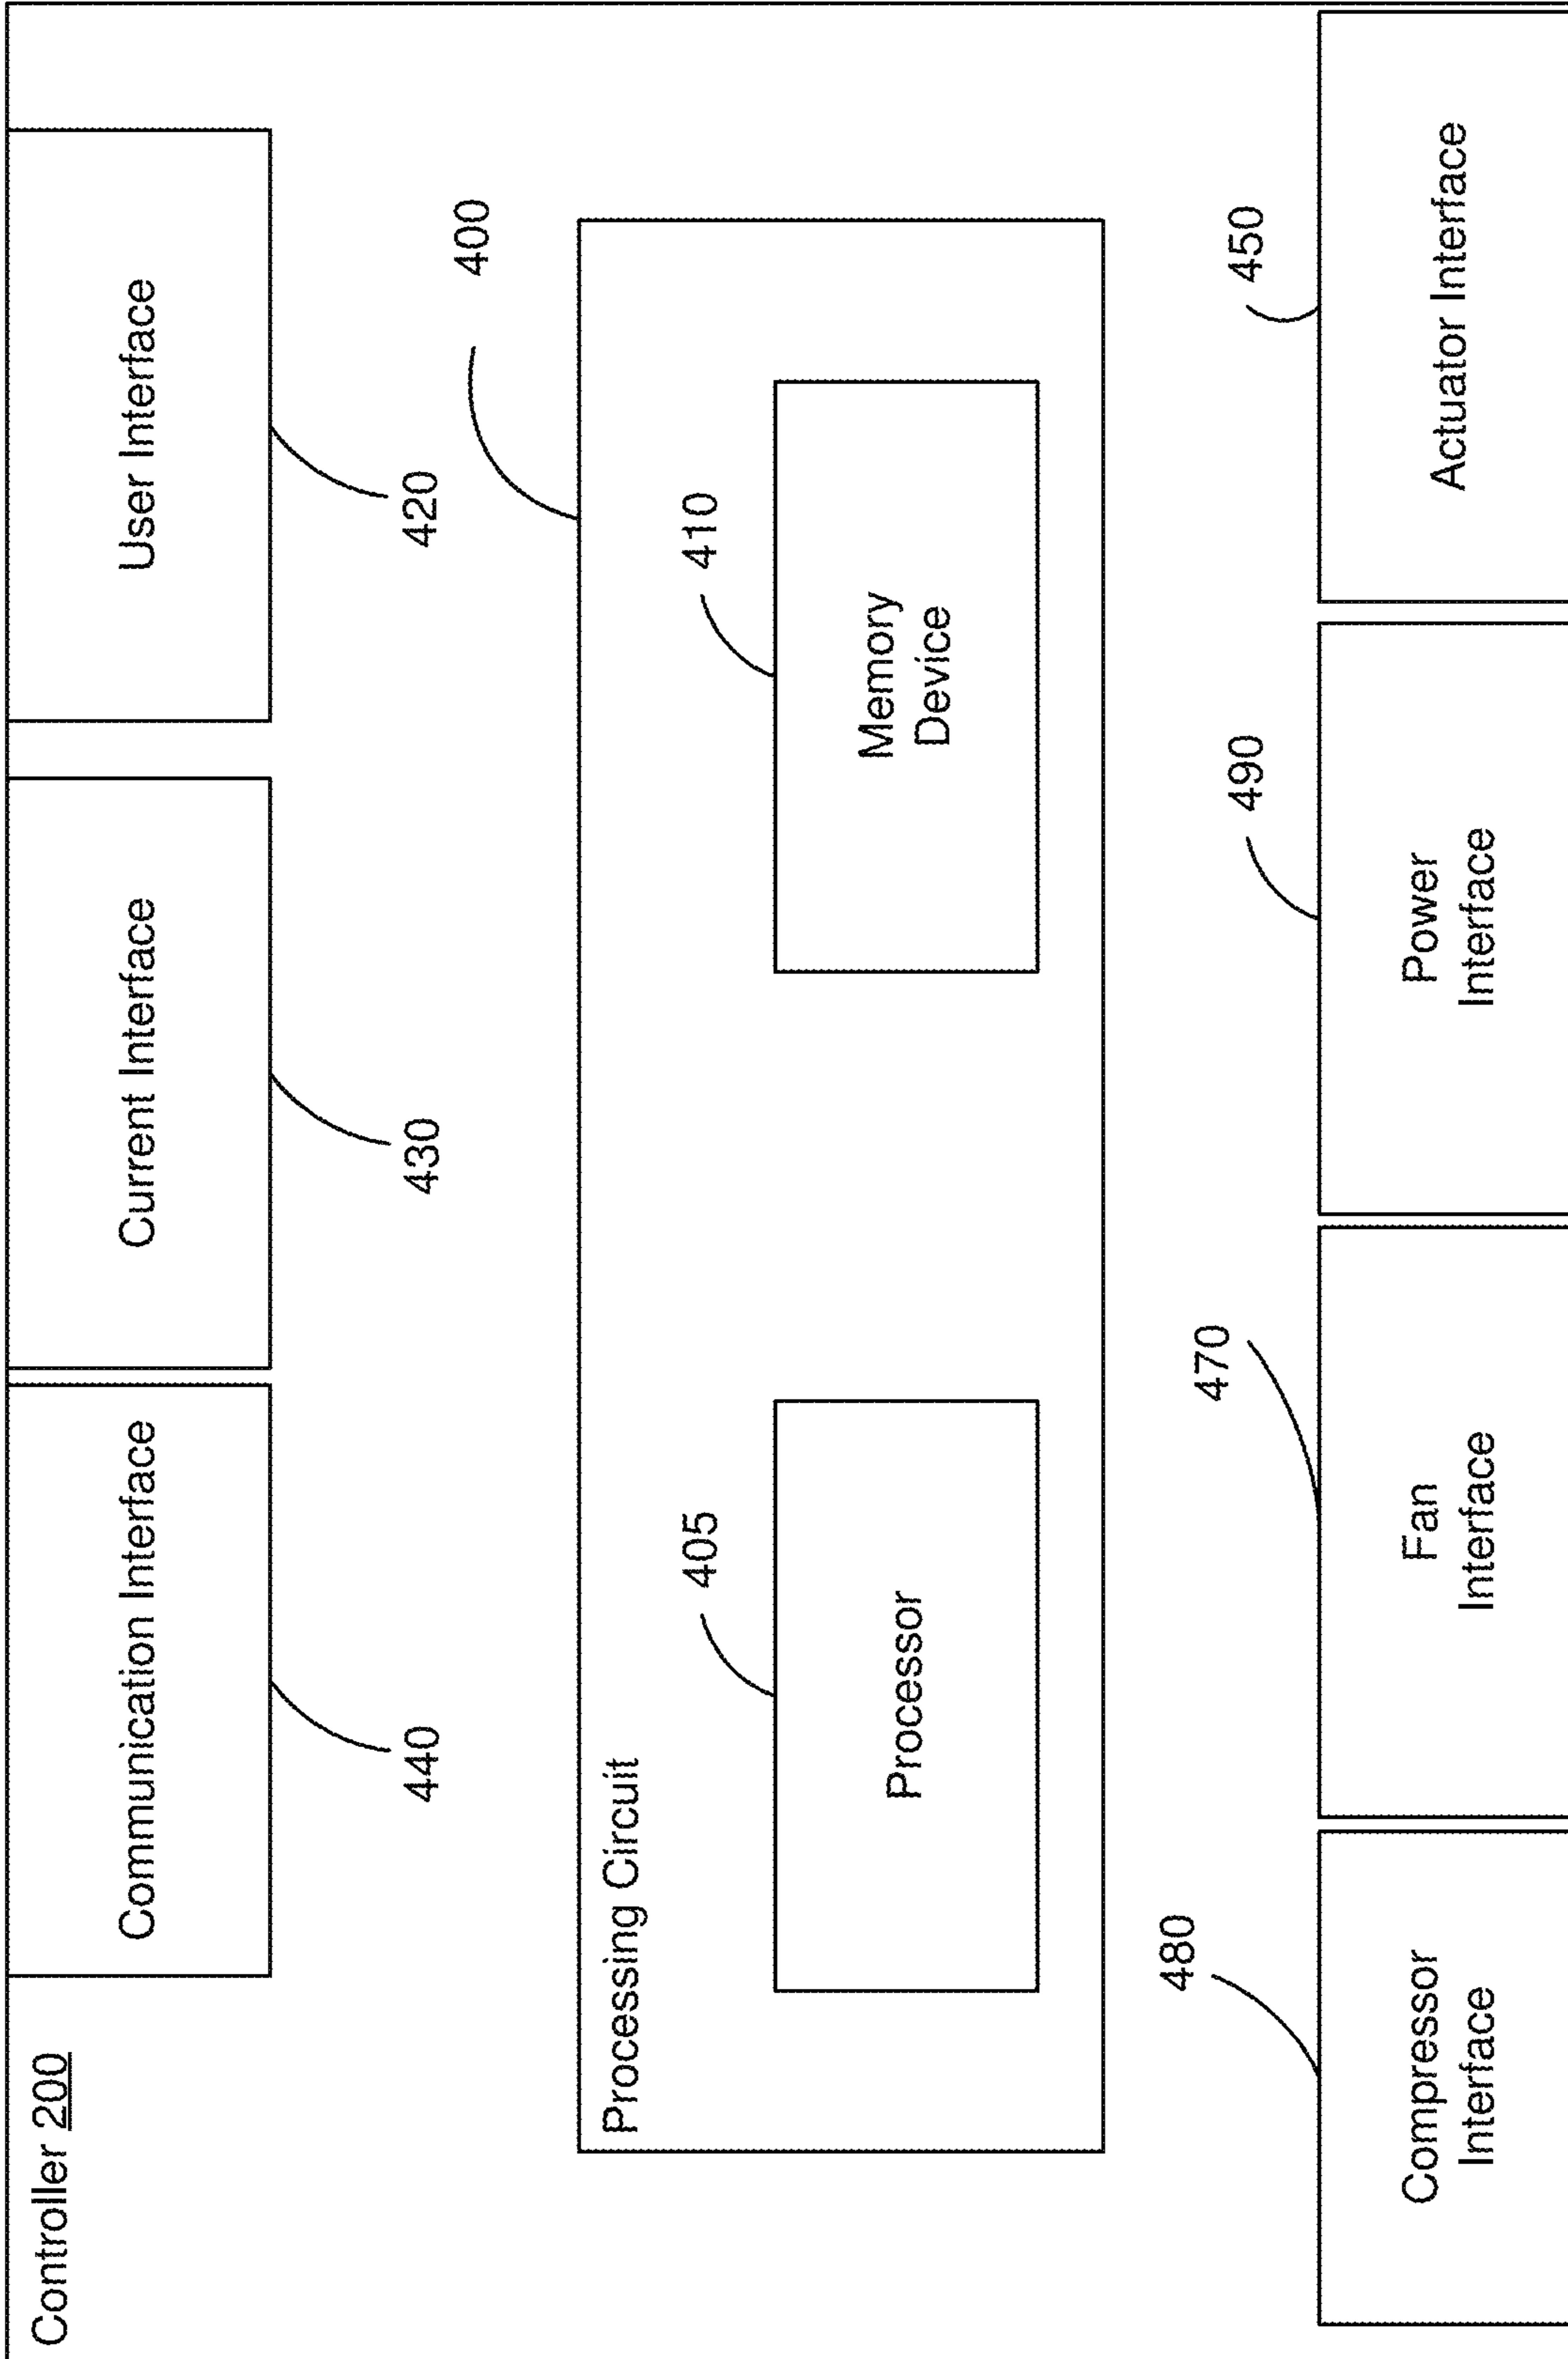 Controller 200
Communication Interface
Current Interface
User Interface
440
430
420
400
Processing Circuit
405
410
Processor
Memory
Device
480
470
490
450
Compressor
Interface
Fan
Interface
Power
Interface
Actuator Interface